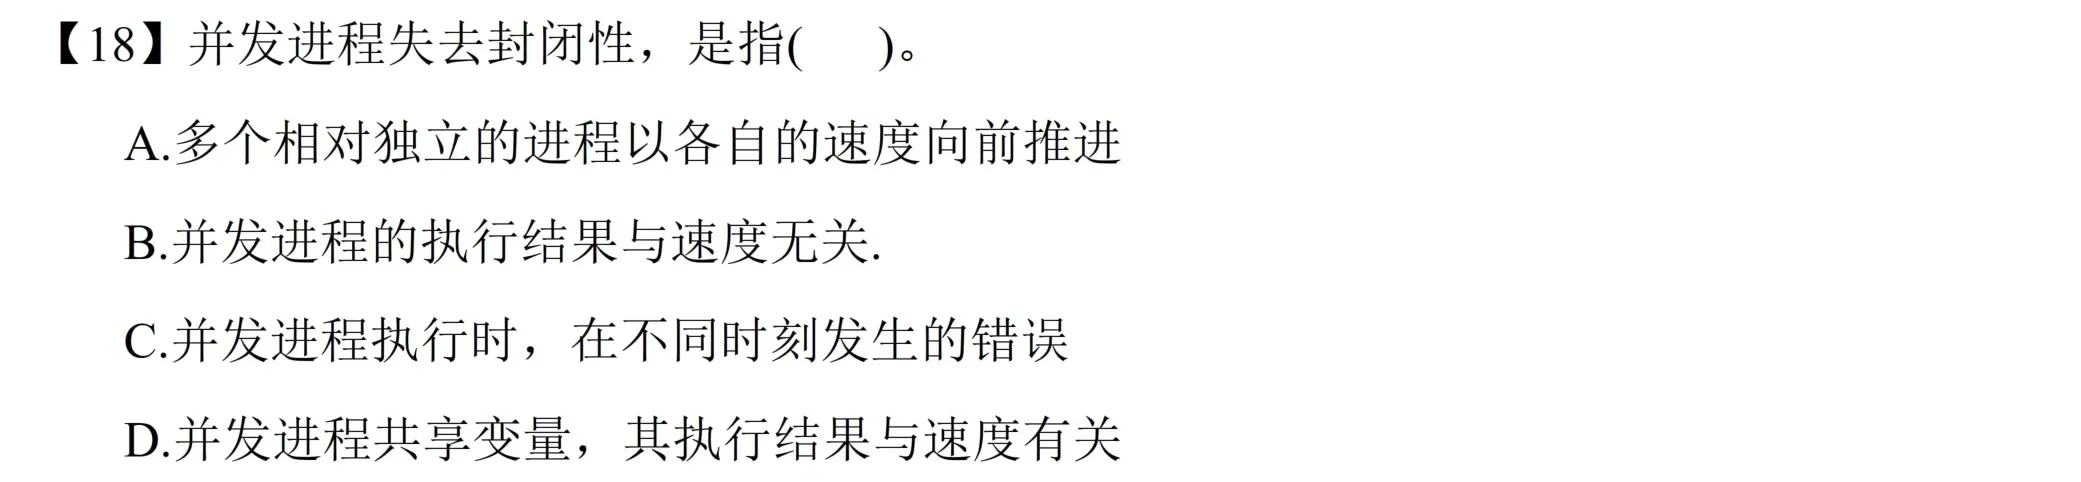 【18】并发进程失去封闭性，是指(    )。
A.多个相对独立的进程以各自的速度向前推进
B.并发进程的执行结果与速度无关.
C.并发进程执行时，在不同时刻发生的错误
D.并发进程共享变量，其执行结果与速度有关